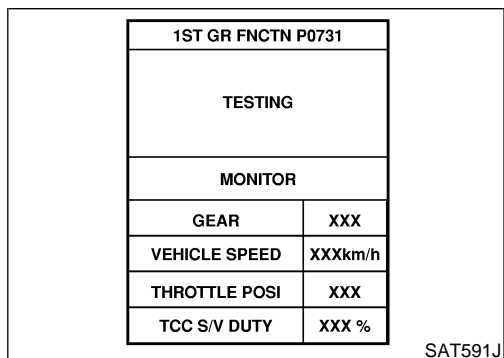 1ST GR FNCTN P0731
TESTING
MONITOR
GEAR XXX
VEHICLE SPEED XXXkm/h
THROTTLE POSI XXX
TCC S/V DUTY XXX %
SAT591J